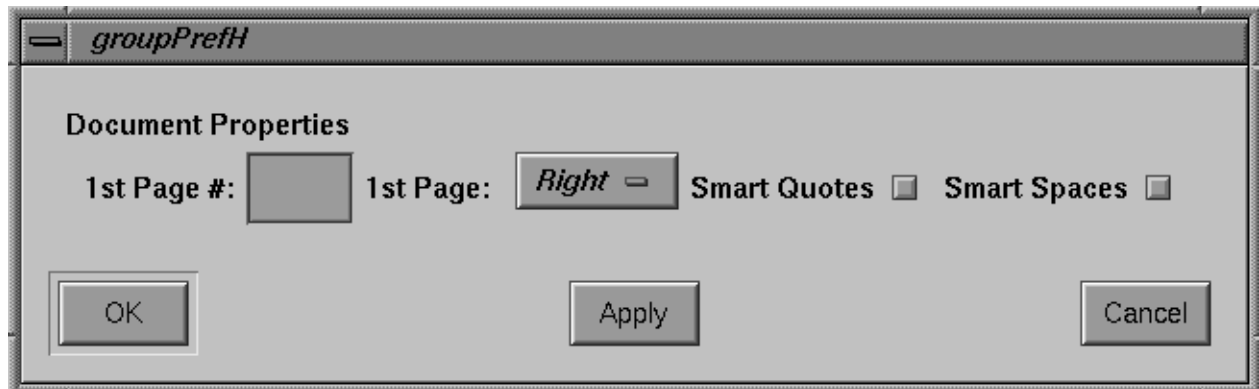 groupPrefH
Document Properties
1st Page #: 1st Page: Right Smart Quotes Smart Spaces
OK Apply Cancel